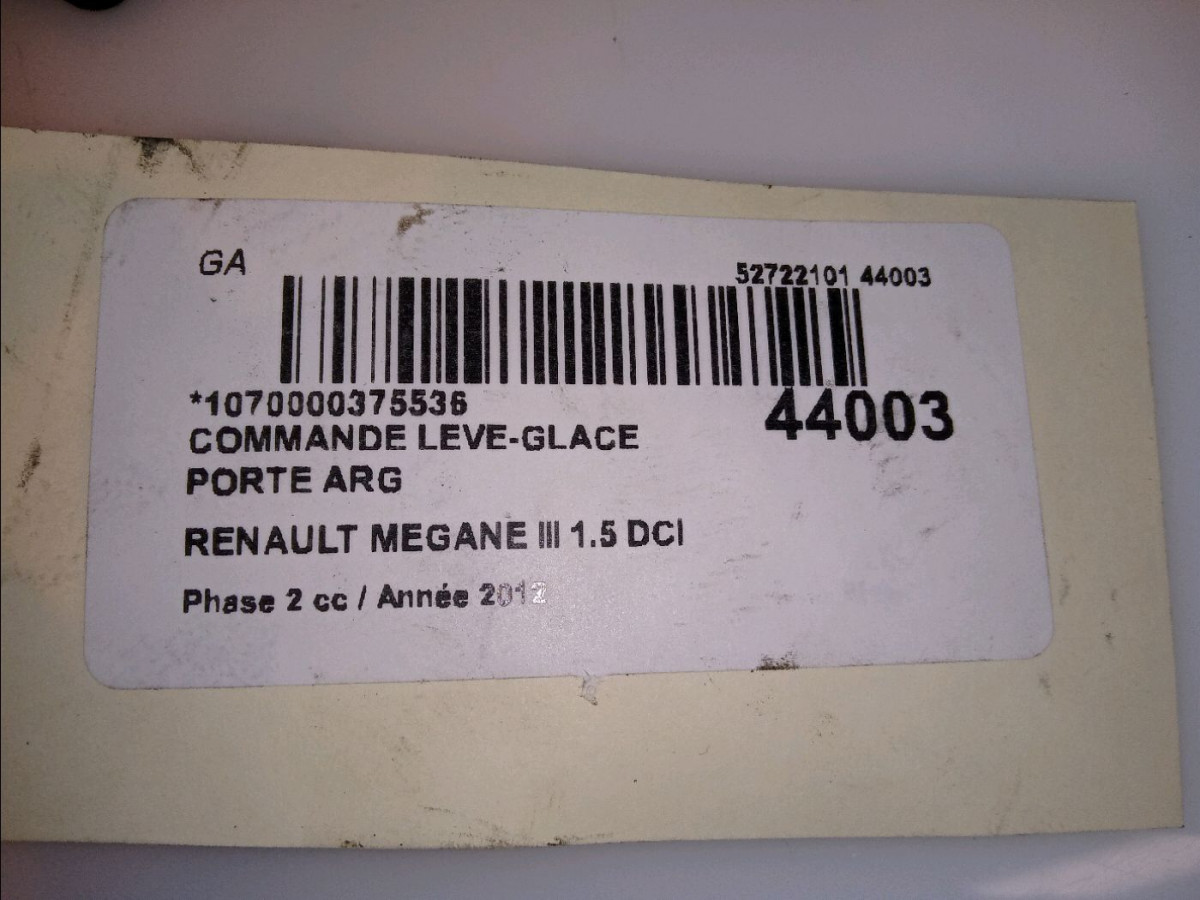 GA
52722101 44003
*1070000375536
44003
COMMANDE LEVE-GLACE
PORTE ARG
RENAULT MEGANE III 1.5 DCI
Phase 2 cc / Année 2012